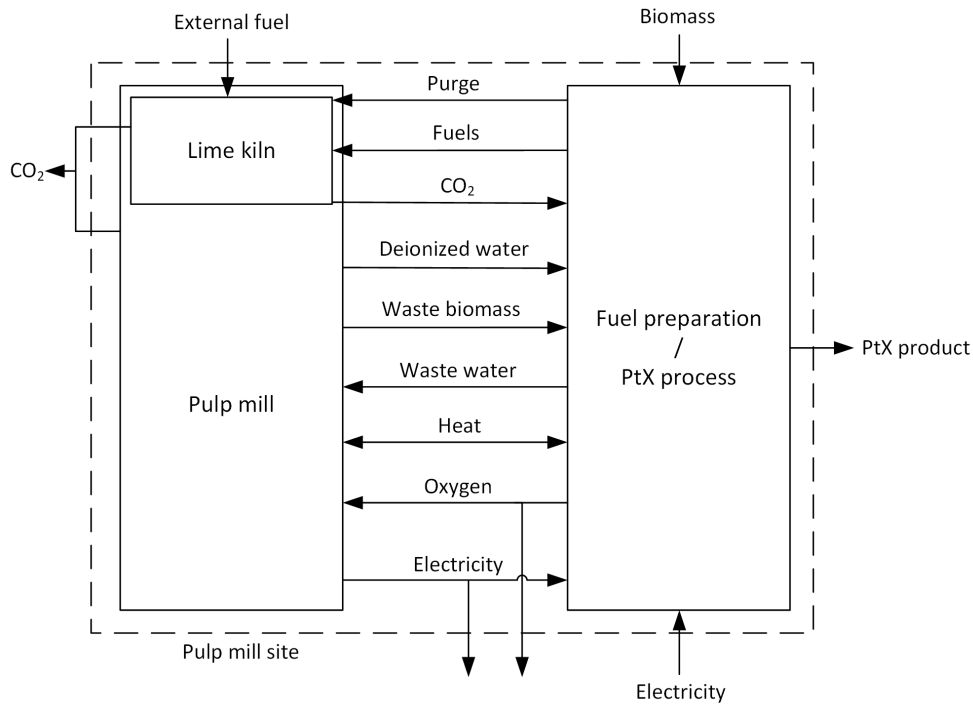 External fuel
Biomass
Purge
Fuels
Lime kiln
CO₂
CO₂
Deionized water
Waste biomass
Fuel preparation
/
PtX process
PtX product
Waste water
Pulp mill
Heat
Oxygen
Electricity
Pulp mill site
Electricity